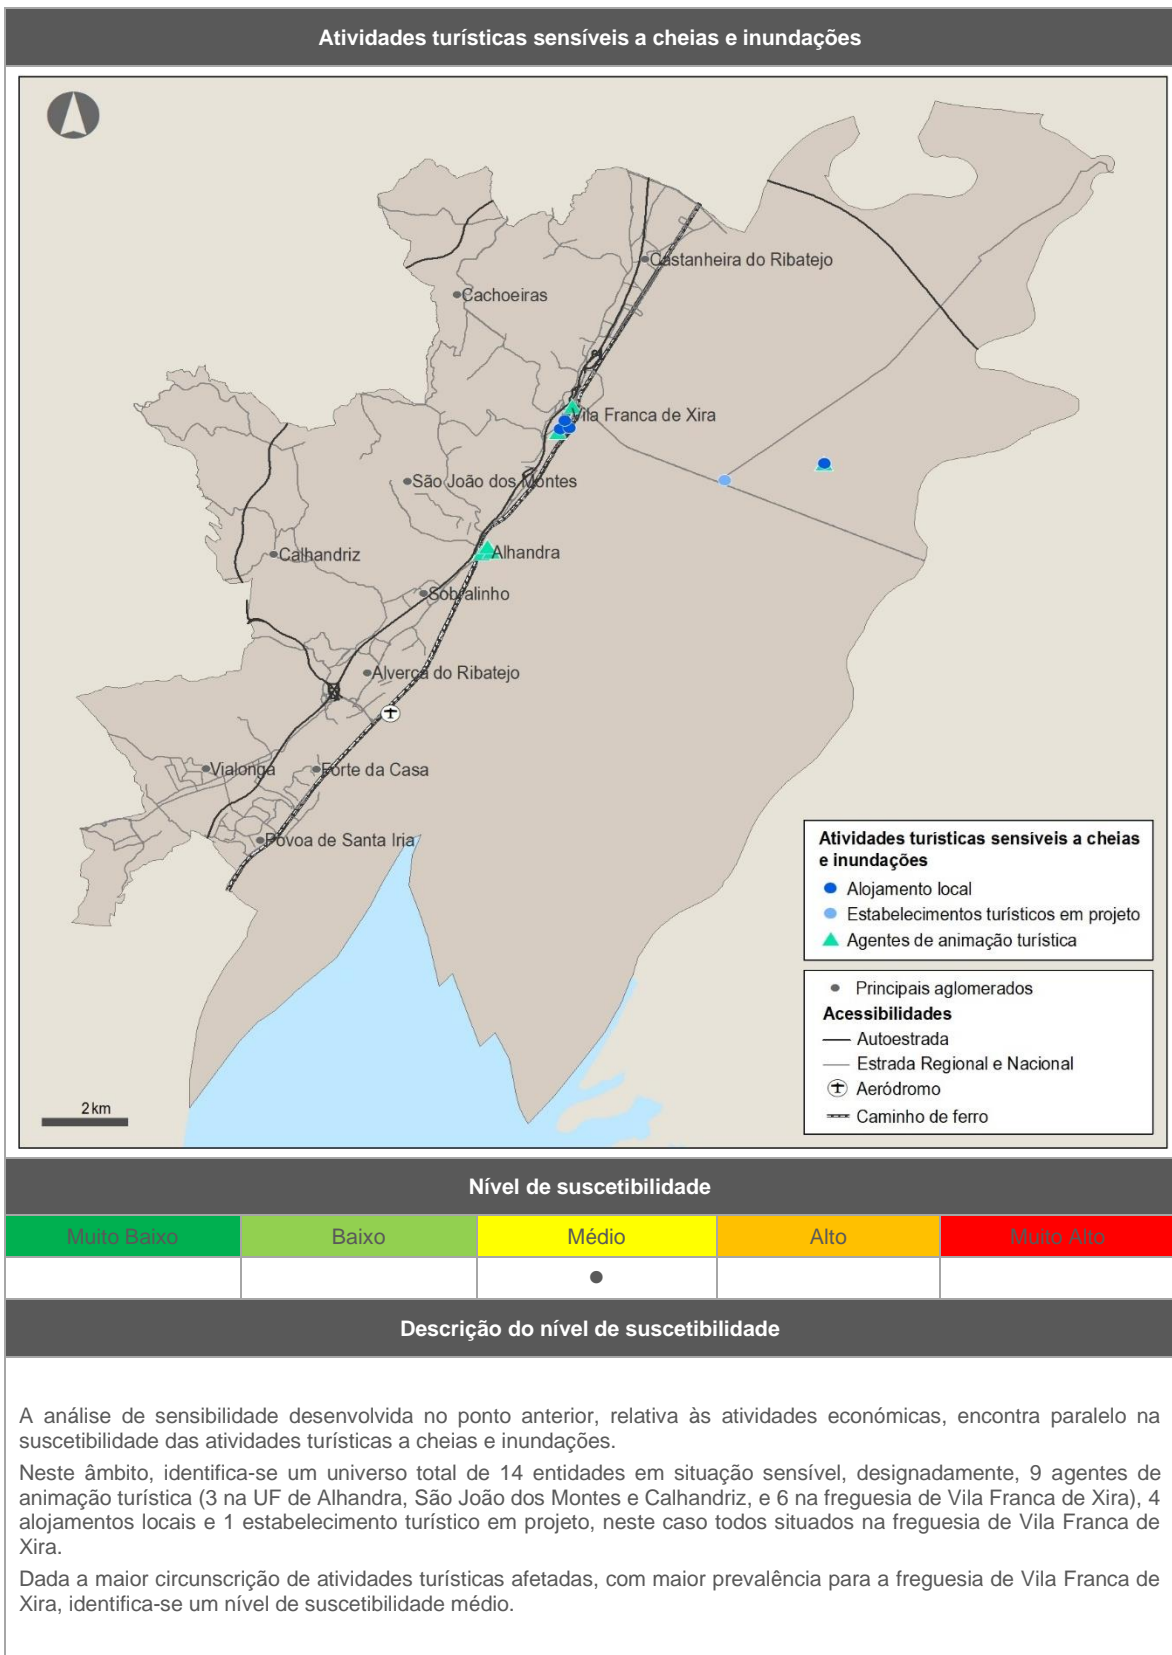 Atividades turísticas sensíveis a cheias e inundações
Castanheira do Ribatejo
Cachoeiras
Vila Franca de Xira
São João dos Montes
Alhandra
Calhandriz
Sobralinho
Alverca do Ribatejo
Vialonga
Forte da Casa
Póvoa de Santa Iria
Atividades turísticas sensíveis a cheias
e inundações
Alojamento local
Estabelecimentos turísticos em projeto
Agentes de animação turística
Principais aglomerados
Acessibilidades
Autoestrada
Estrada Regional e Nacional
Aeródromo
Caminho de ferro
2 km
Nível de suscetibilidade
Muito Baixo Baixo Médio Alto Muito Alto
Descrição do nível de suscetibilidade
A análise de sensibilidade desenvolvida no ponto anterior, relativa às atividades económicas, encontra paralelo na
suscetibilidade das atividades turísticas a cheias e inundações.
Neste âmbito, identifica-se um universo total de 14 entidades em situação sensível, designadamente, 9 agentes de
animação turística (3 na UF de Alhandra, São João dos Montes e Calhandriz, e 6 na freguesia de Vila Franca de Xira), 4
alojamentos locais e 1 estabelecimento turístico em projeto, neste caso todos situados na freguesia de Vila Franca de
Xira.
Dada a maior circunscrição de atividades turísticas afetadas, com maior prevalência para a freguesia de Vila Franca de
Xira, identifica-se um nível de suscetibilidade médio.